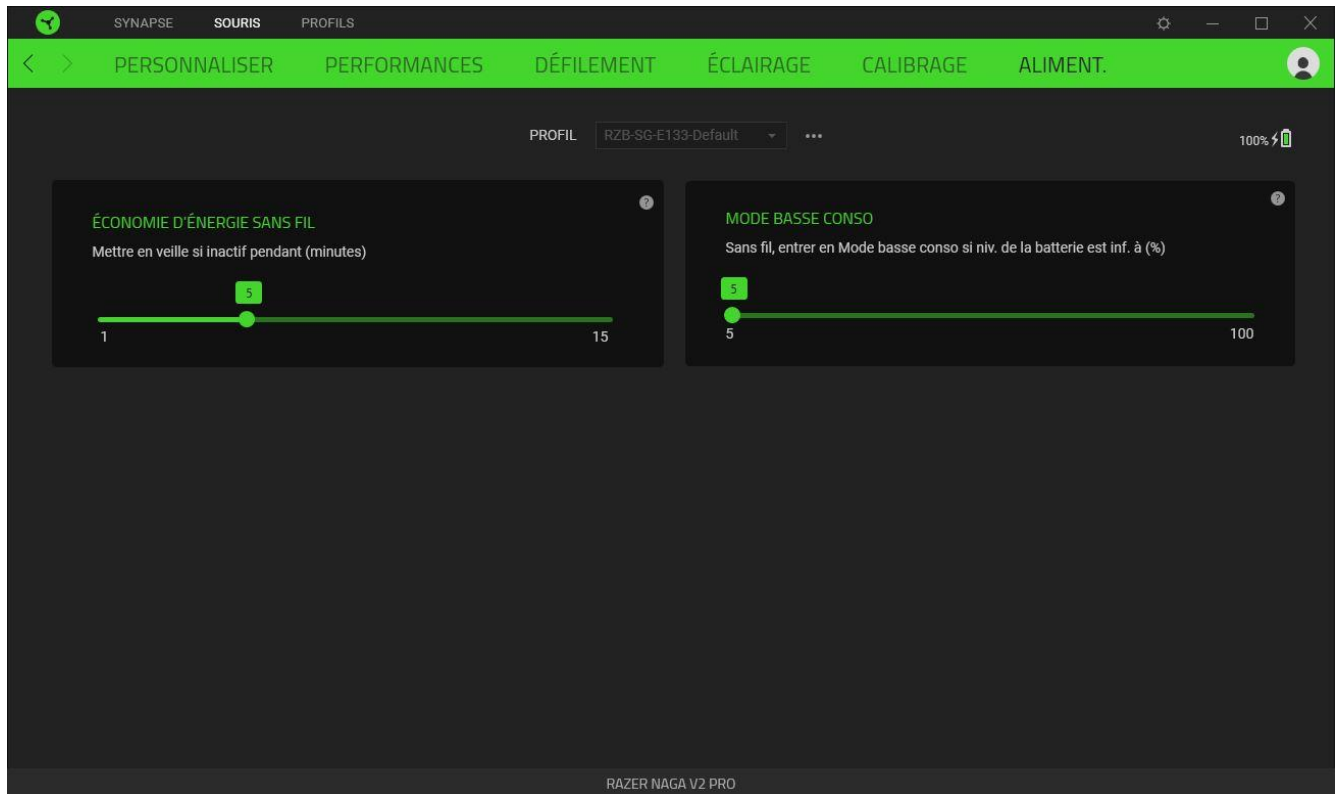 SYNAPSE SOURIS PROFILS
PERSONNALISER PERFORMANCES DÉFILEMENT ÉCLAIRAGE CALIBRAGE ALIMENT.
PROFIL RZB-SG-E133-Default ••• 100%
ÉCONOMIE D'ÉNERGIE SANS FIL
Mettre en veille si inactif pendant (minutes)
5
1 15
MODE BASSE CONSO
Sans fil, entrer en Mode basse conso si niv. de la batterie est inf. à (%)
5
5 100
RAZER NAGA V2 PRO